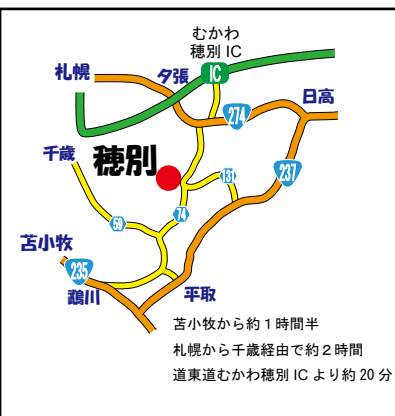 むかわ
穂別 IC
札幌
夕張
IC
日高
274
千歳
穂別
131
237
59
74
苫小牧
235
鵡川
平取
苫小牧から約１時間半
札幌から千歳経由で約２時間
道東道むかわ穂別 IC より約 20 分